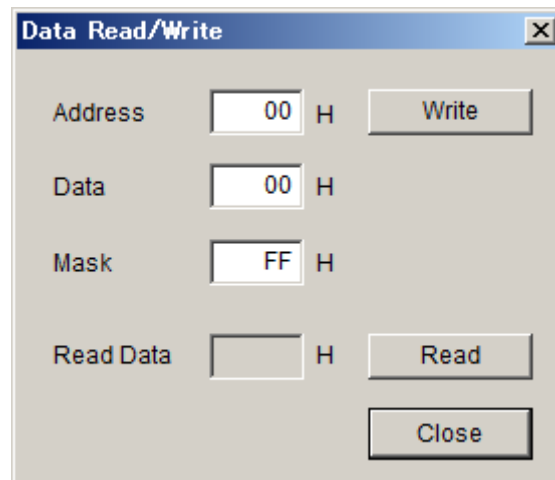 Data Read/Write
Address 00 H Write
Data 00 H
Mask FF H
Read Data H Read
Close